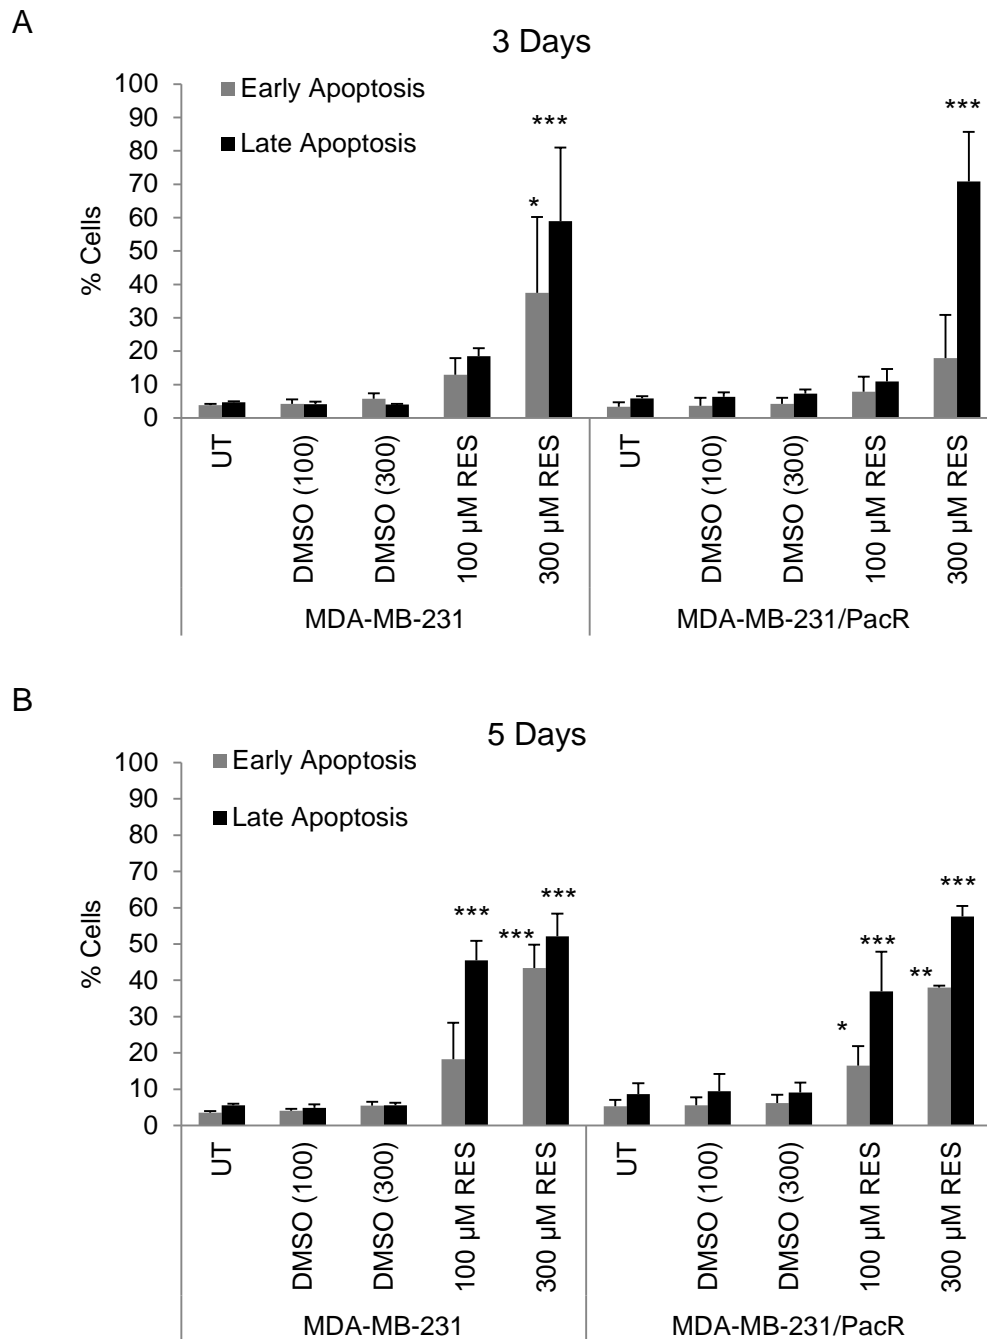 A
3 Days
Early Apoptosis
Late Apoptosis
% Cells
100
90
80
70
60
50
40
30
20
10
0
***
*
***
UT
DMSO (100)
DMSO (300)
100 µM RES
300 µM RES
UT
DMSO (100)
DMSO (300)
100 µM RES
300 µM RES
MDA-MB-231
MDA-MB-231/PacR
B
5 Days
Early Apoptosis
Late Apoptosis
% Cells
100
90
80
70
60
50
40
30
20
10
0
***
***
***
*
***
**
***
UT
DMSO (100)
DMSO (300)
100 µM RES
300 µM RES
UT
DMSO (100)
DMSO (300)
100 µM RES
300 µM RES
MDA-MB-231
MDA-MB-231/PacR